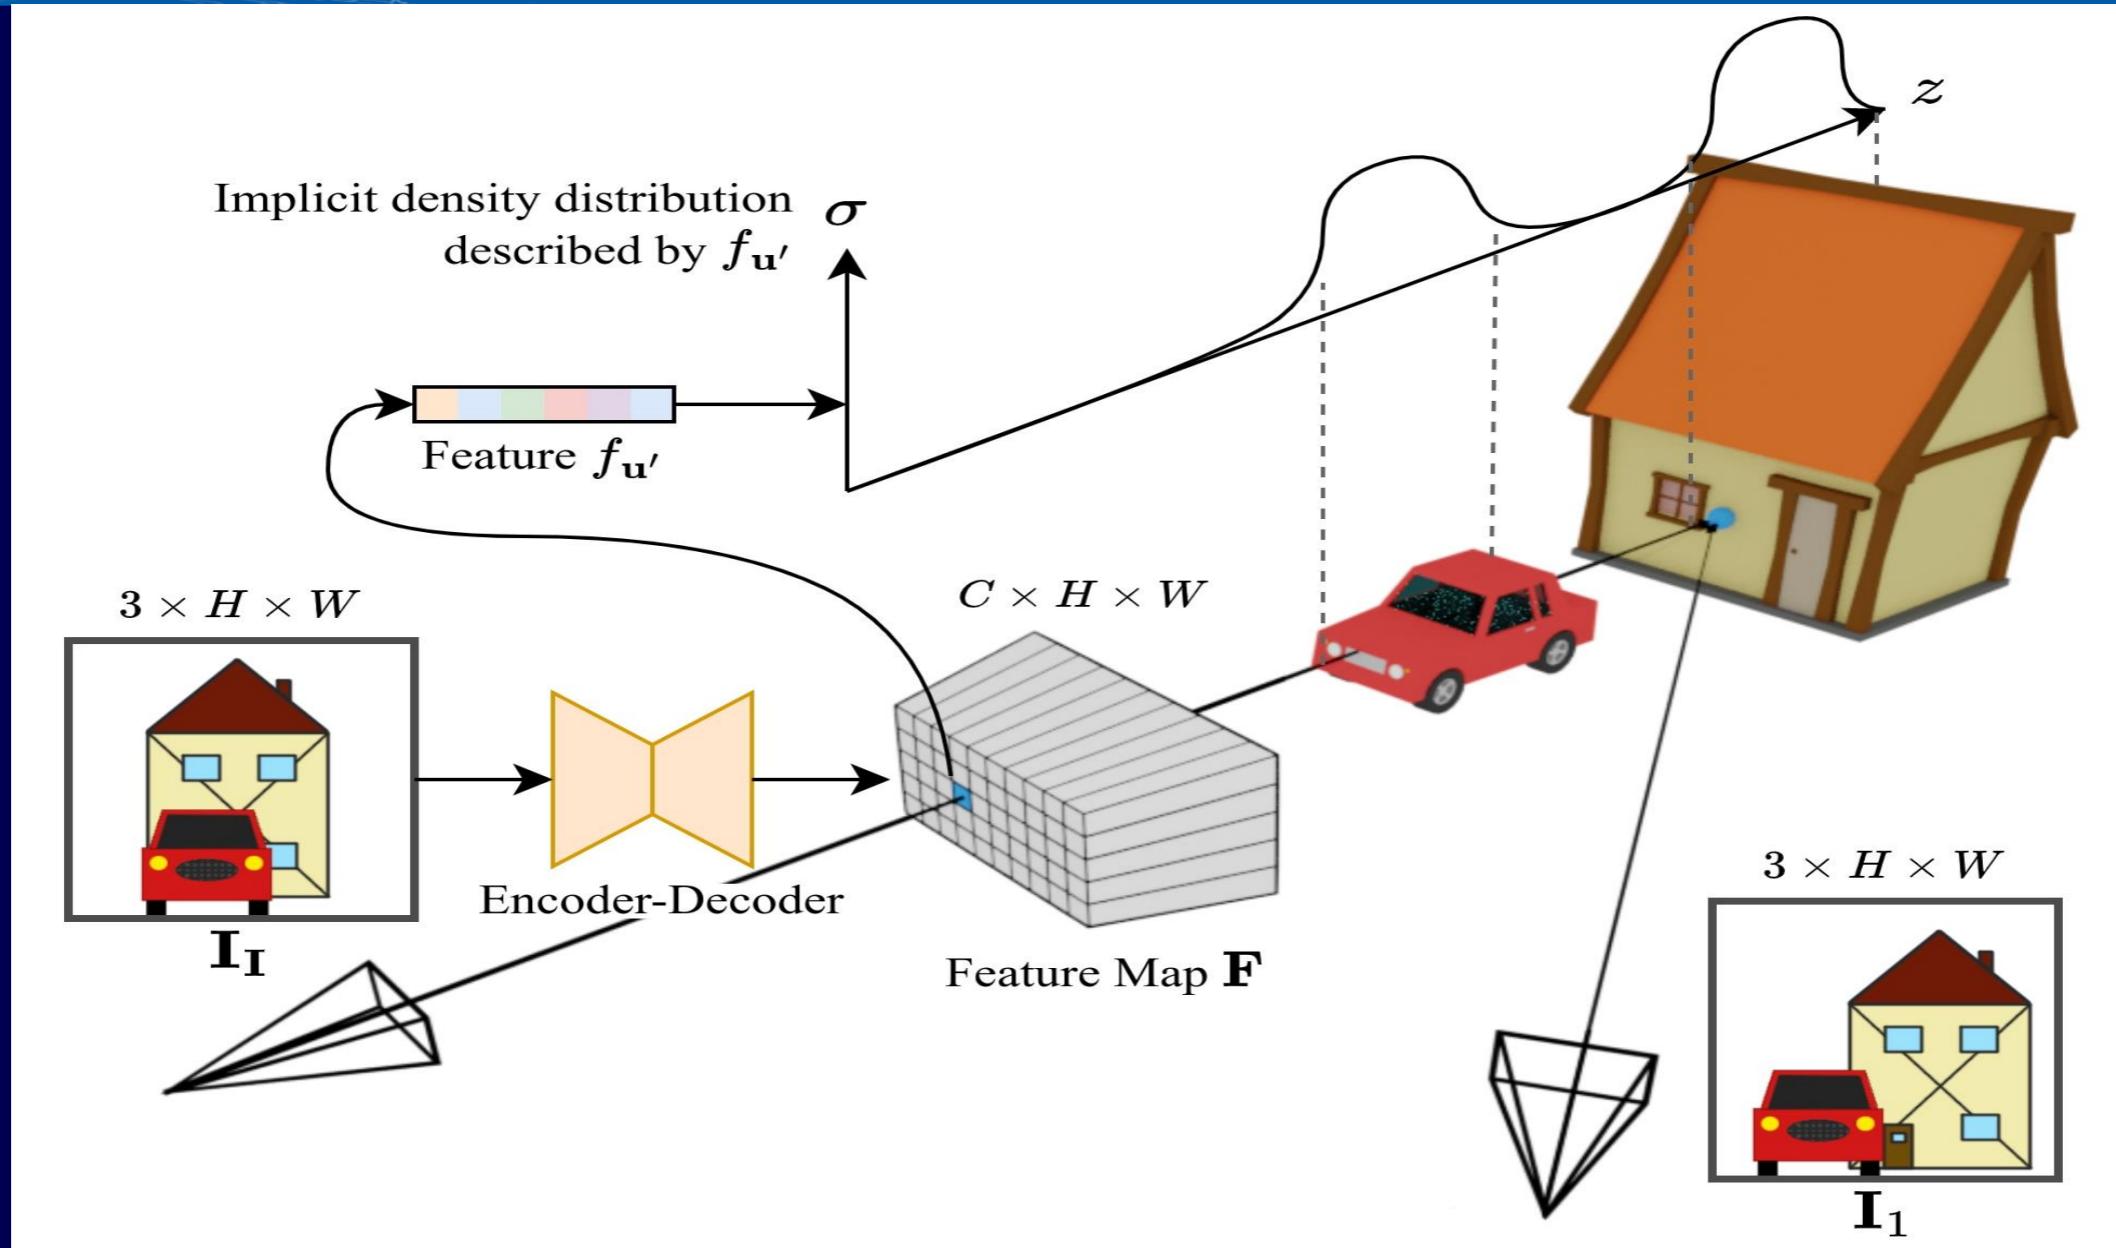 z
Implicit density distribution
described by f_u′
σ
Feature f_u′
3 × H × W
C × H × W
Encoder-Decoder
I_I
Feature Map F
3 × H × W
I_1